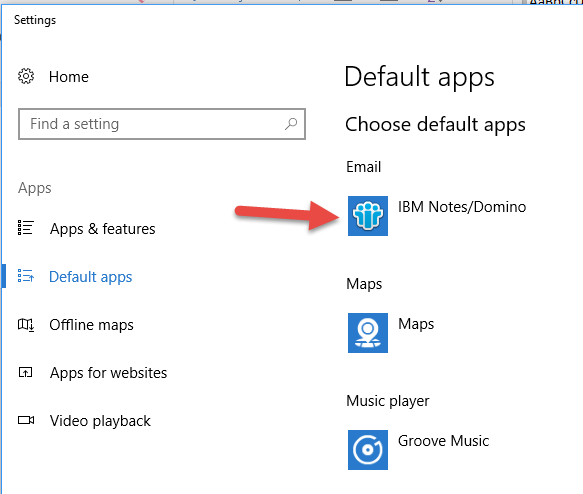 Settings
Home
Find a setting
Apps
Apps & features
Default apps
Offline maps
Apps for websites
Video playback
Default apps
Choose default apps
Email
IBM Notes/Domino
Maps
Maps
Music player
Groove Music